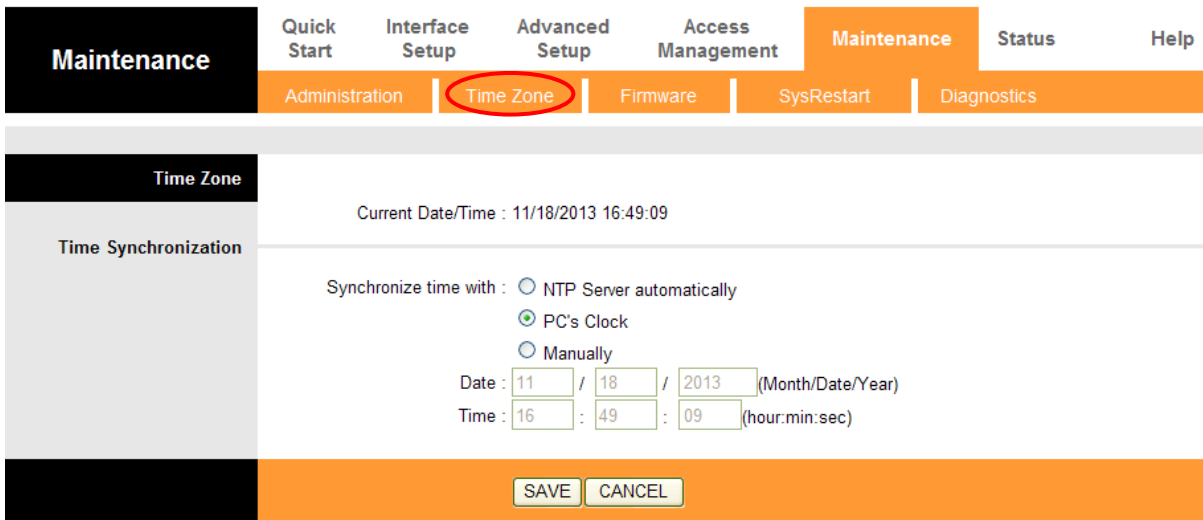 Maintenance
Quick Start Interface Setup Advanced Setup Access Management Maintenance Status Help
Administration Time Zone Firmware SysRestart Diagnostics
Time Zone
Current Date/Time : 11/18/2013 16:49:09
Time Synchronization
Synchronize time with : NTP Server automatically
PC's Clock
Manually
Date : 11 / 18 / 2013 (Month/Date/Year)
Time : 16 : 49 : 09 (hour:min:sec)
SAVE CANCEL